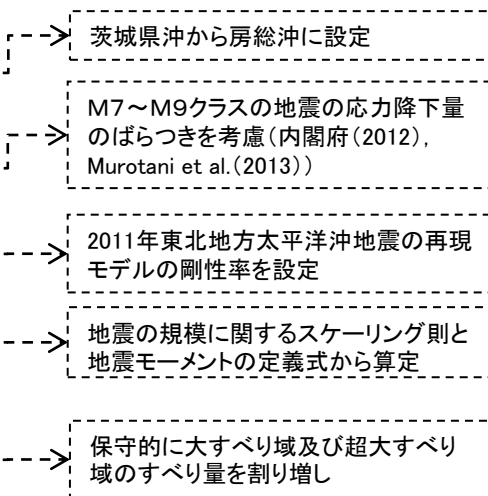 茨城県沖から房総沖に設定
M7～M9クラスの地震の応力降下量
のばらつきを考慮(内閣府(2012),
Murotani et al.(2013))
2011年東北地方太平洋沖地震の再現
モデルの剛性率を設定
地震の規模に関するスケーリング則と
地震モーメントの定義式から算定
保守的に大すべり域及び超大すべり
域のすべり量を割り増し